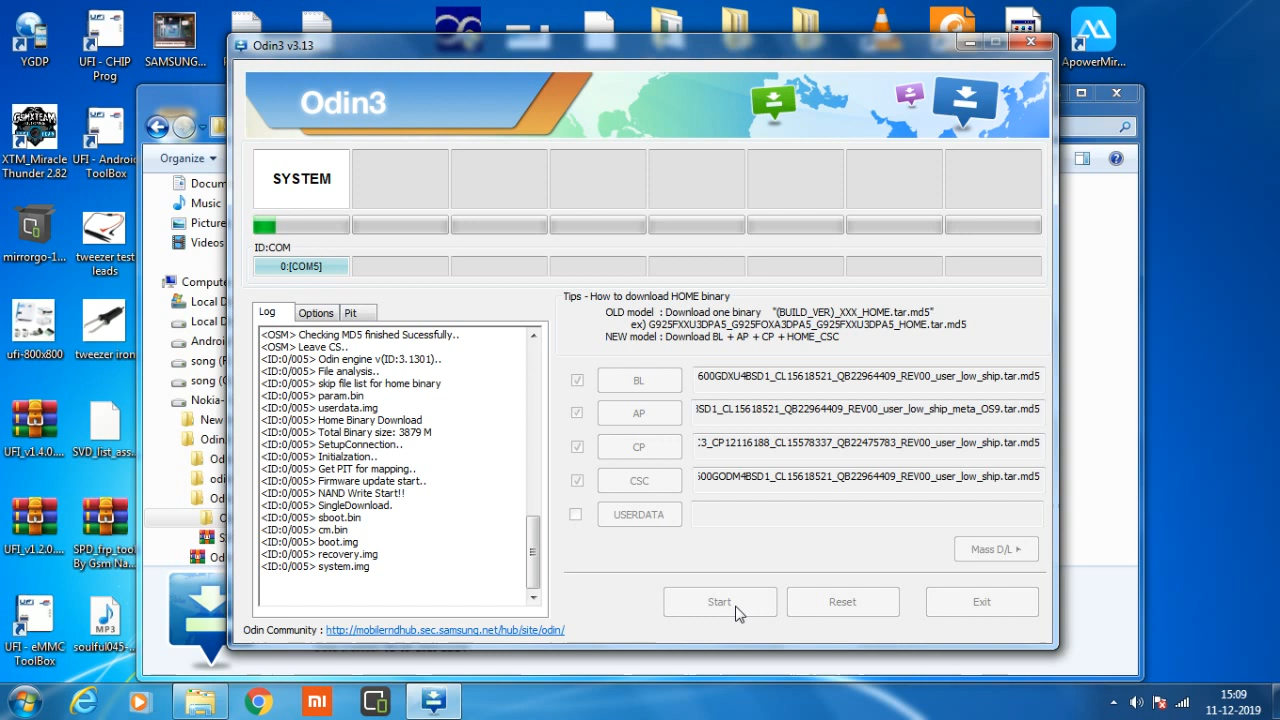 YGDP
UFI - CHIP
Prog
SAMSUNG...
ApowerMir...
XTM_Miracle
Thunder 2.82
UFI - Android
ToolBox
mirrorgo-1...
tweezer test
leads
ufi-800x800
tweezer iron
UFI_v1.4.0....
SVD_list_ass...
UFI_v1.2.0....
SPD_frp_tool
By Gsm Na...
UFI - eMMC
ToolBox
soulful045-...
Organize
Docum
Music
Picture
Videos
Compute
Local D
Local D
Androi
song (
song (
Nokia-
New
Odin
Od
odi
Od
Od
Odin3 v3.13
Odin3
SYSTEM
ID:COM
0:[COM5]
Log
Options
Pit
<OSM> Checking MD5 finished Sucessfully..
<OSM> Leave CS..
<ID:0/005> Odin engine v(ID:3.1301)..
<ID:0/005> File analysis..
<ID:0/005> skip file list for home binary
<ID:0/005> param.bin
<ID:0/005> userdata.img
<ID:0/005> Home Binary Download
<ID:0/005> Total Binary size: 3879 M
<ID:0/005> SetupConnection..
<ID:0/005> Initialzation..
<ID:0/005> Get PIT for mapping..
<ID:0/005> Firmware update start..
<ID:0/005> NAND Write Start!!
<ID:0/005> SingleDownload.
<ID:0/005> sboot.bin
<ID:0/005> cm.bin
<ID:0/005> boot.img
<ID:0/005> recovery.img
<ID:0/005> system.img
Tips - How to download HOME binary
OLD model : Download one binary "(BUILD_VER)_XXX_HOME.tar.md5"
ex) G925FXXU3DPA5_G925FOXA3DPA5_G925FXXU3DPA5_HOME.tar.md5
NEW model : Download BL + AP + CP + HOME_CSC
BL
600GDXU4BSD1_CL15618521_QB22964409_REV00_user_low_ship.tar.md5
AP
BSD1_CL15618521_QB22964409_REV00_user_low_ship_meta_OS9.tar.md5
CP
C3_CP12116188_CL15578337_QB22475783_REV00_user_low_ship.tar.md5
CSC
600GODM4BSD1_CL15618521_QB22964409_REV00_user_low_ship.tar.md5
USERDATA
Mass D/L
Start
Reset
Exit
Odin Community : http://mobilerndhub.sec.samsung.net/hub/site/odin/
15:09
11-12-2019